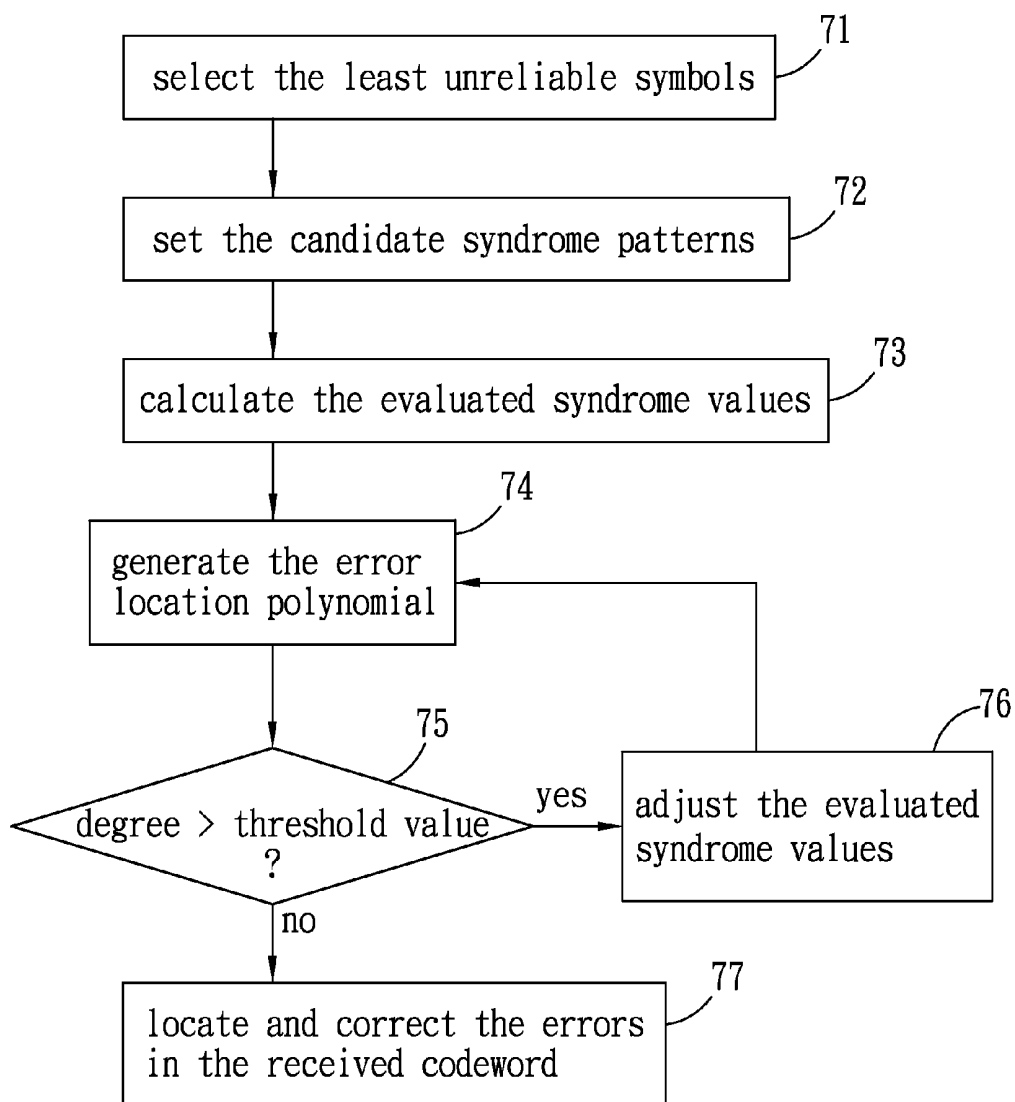 71
select the least unreliable symbols
72
set the candidate syndrome patterns
73
calculate the evaluated syndrome values
74
generate the error
location polynomial
75
degree > threshold value
?
yes
76
adjust the evaluated
syndrome values
no
77
locate and correct the errors
in the received codeword